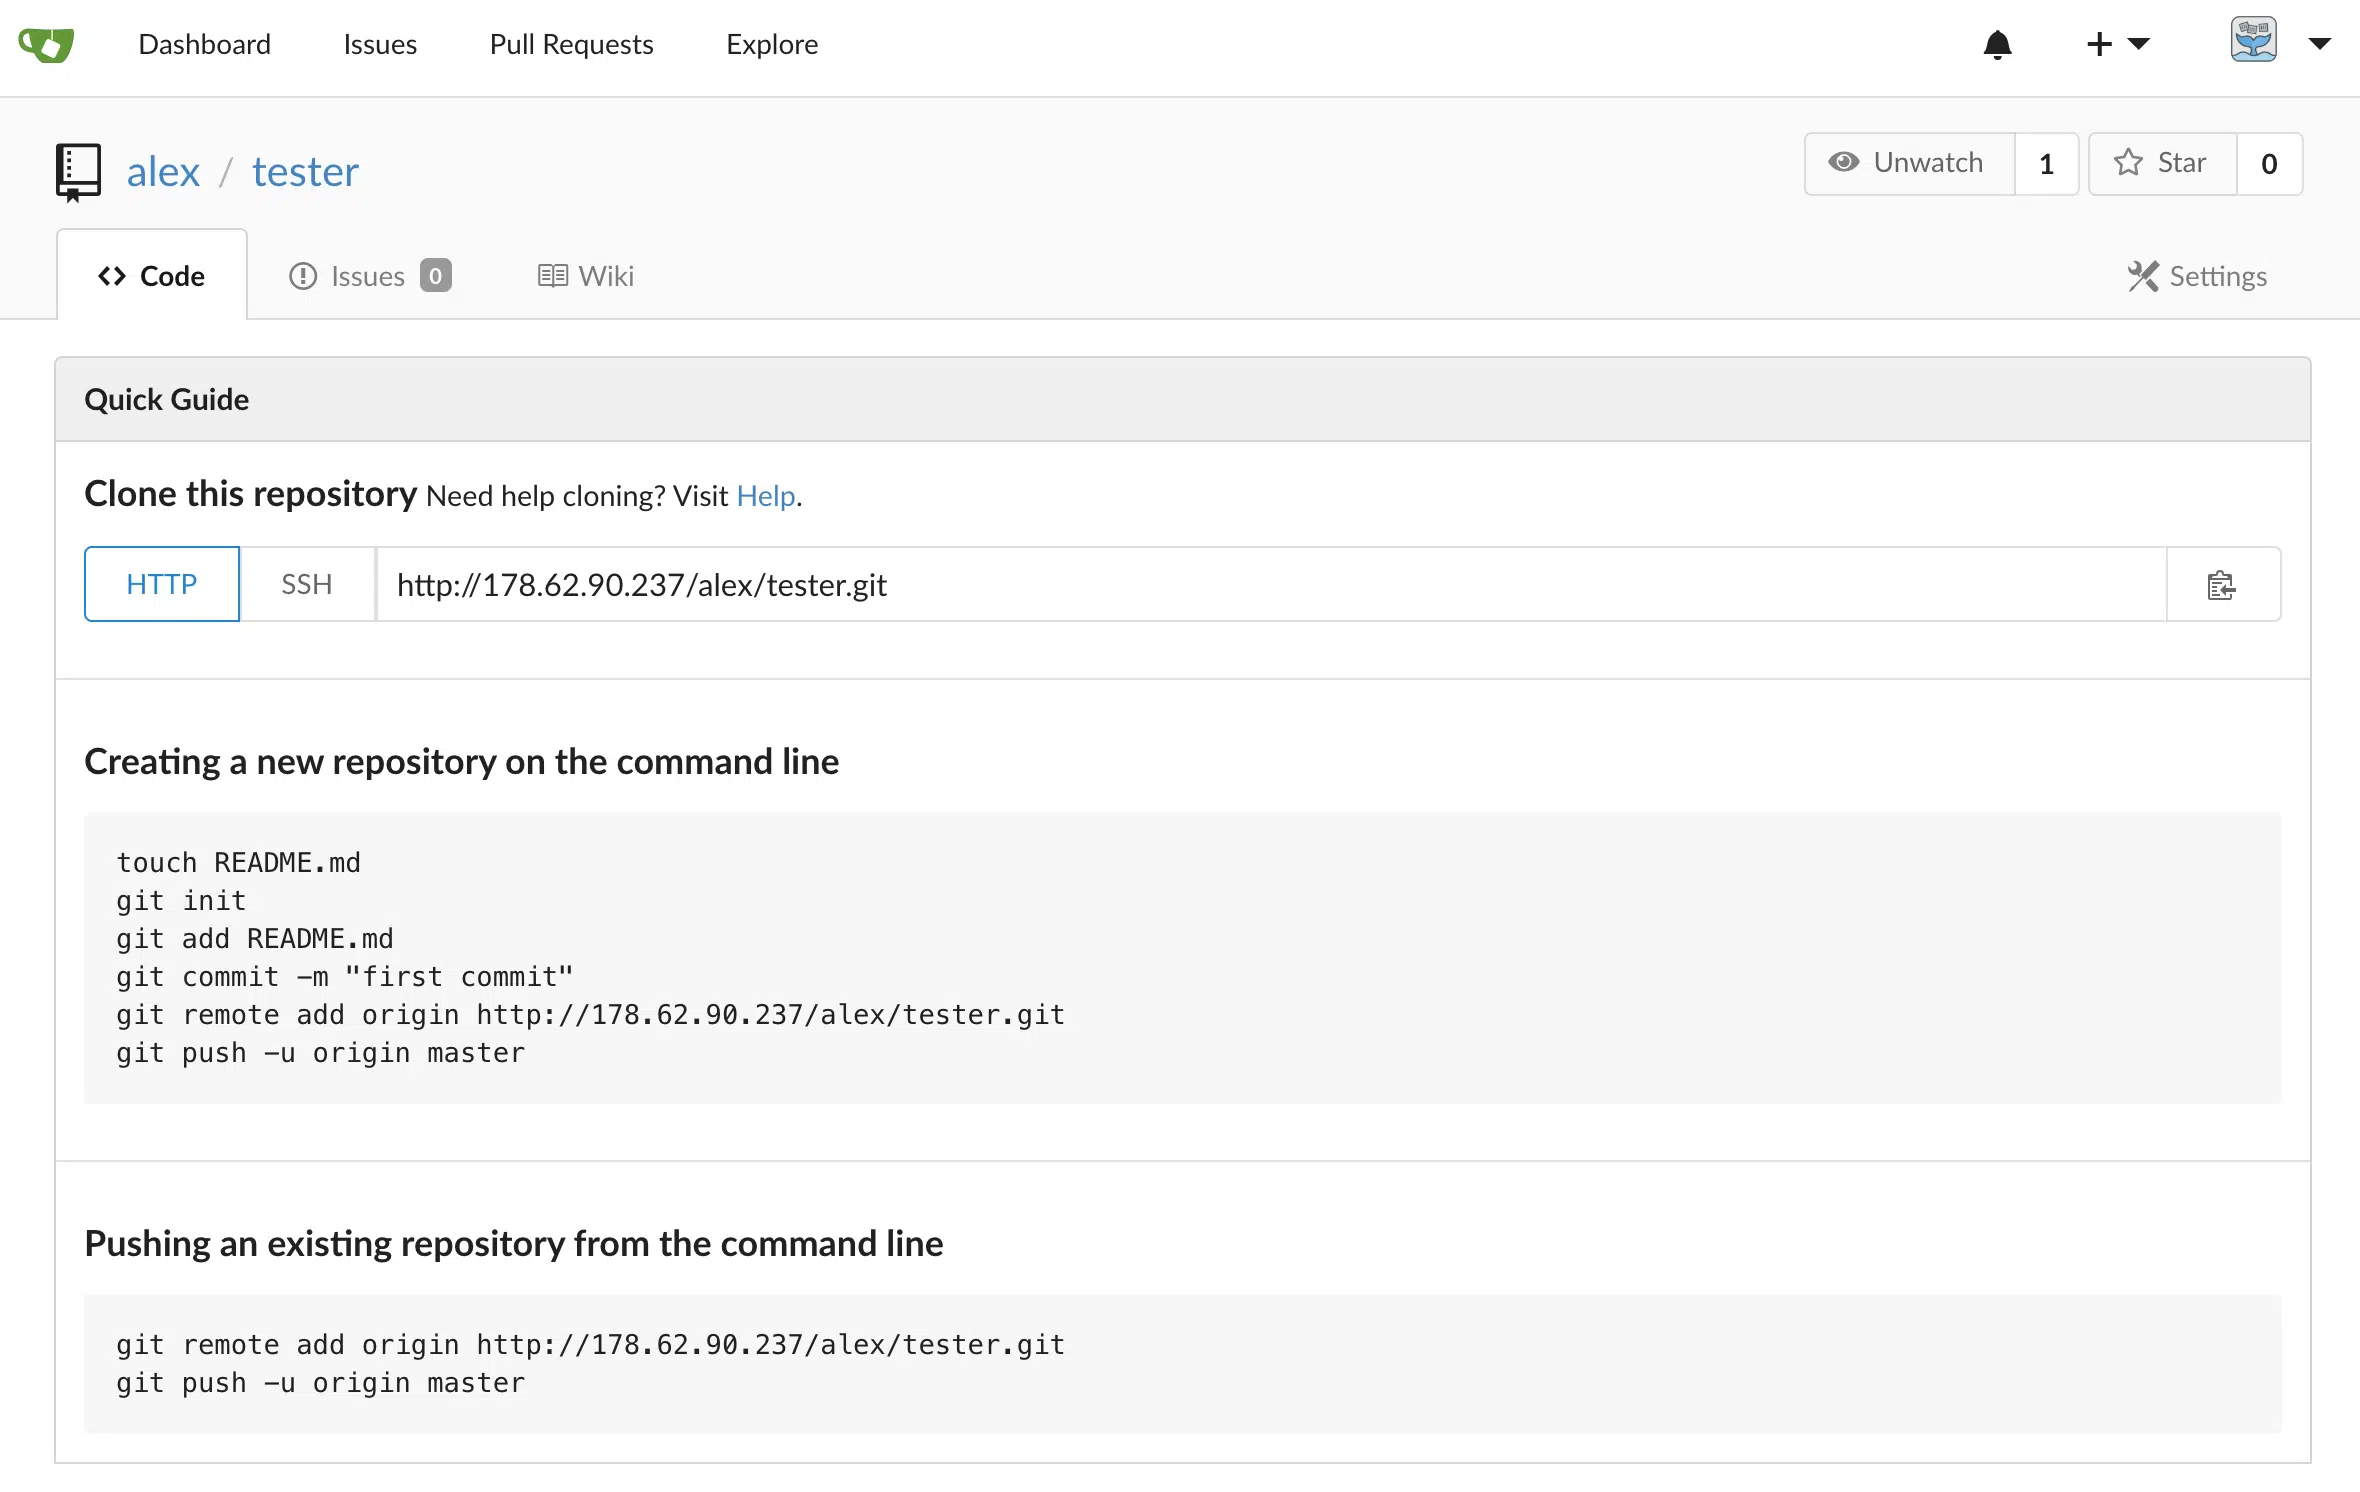 Dashboard Issues Pull Requests Explore
alex / tester
Unwatch 1 Star 0
Code Issues 0 Wiki Settings
Quick Guide
Clone this repository Need help cloning? Visit Help.
HTTP SSH http://178.62.90.237/alex/tester.git
Creating a new repository on the command line
touch README.md
git init
git add README.md
git commit -m "first commit"
git remote add origin http://178.62.90.237/alex/tester.git
git push -u origin master
Pushing an existing repository from the command line
git remote add origin http://178.62.90.237/alex/tester.git
git push -u origin master